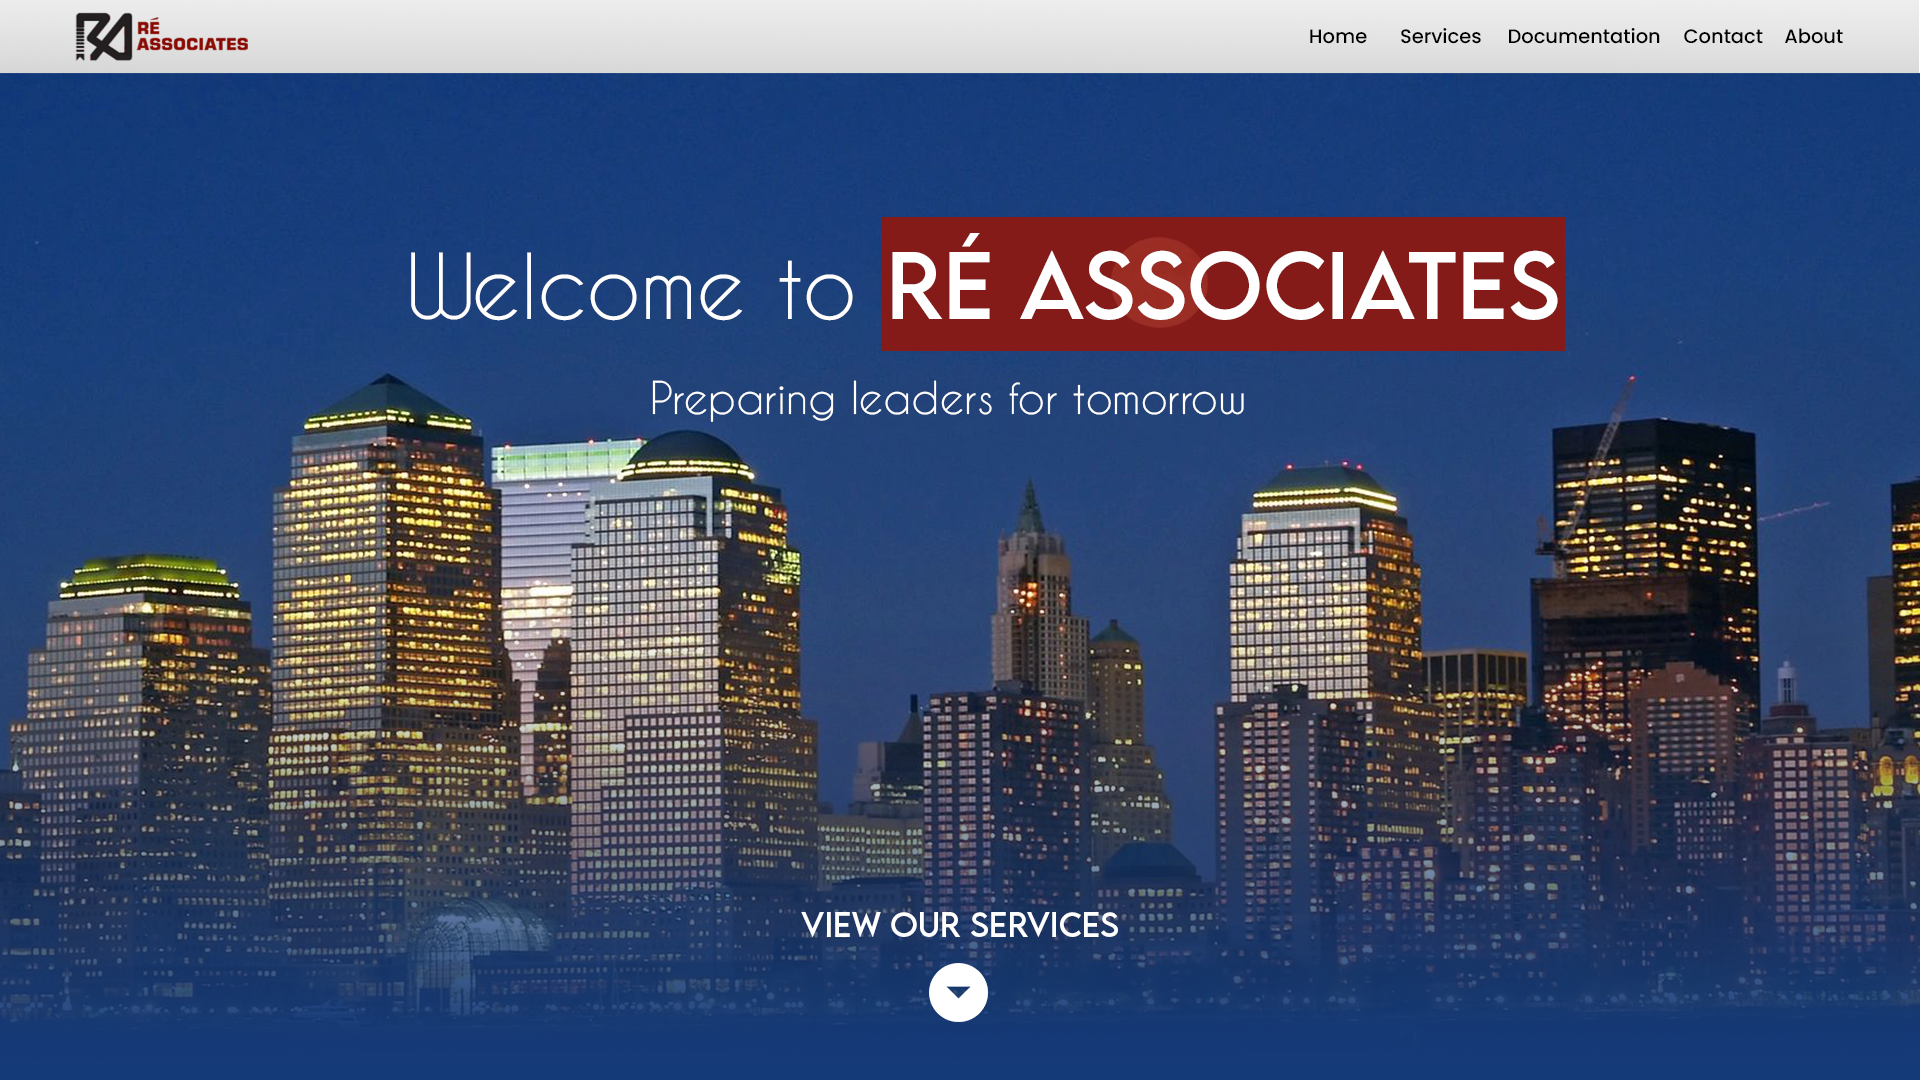 RÉ
ASSOCIATES
Home Services Documentation Contact About
Welcome to RÉ ASSOCIATES
Preparing leaders for tomorrow
VIEW OUR SERVICES